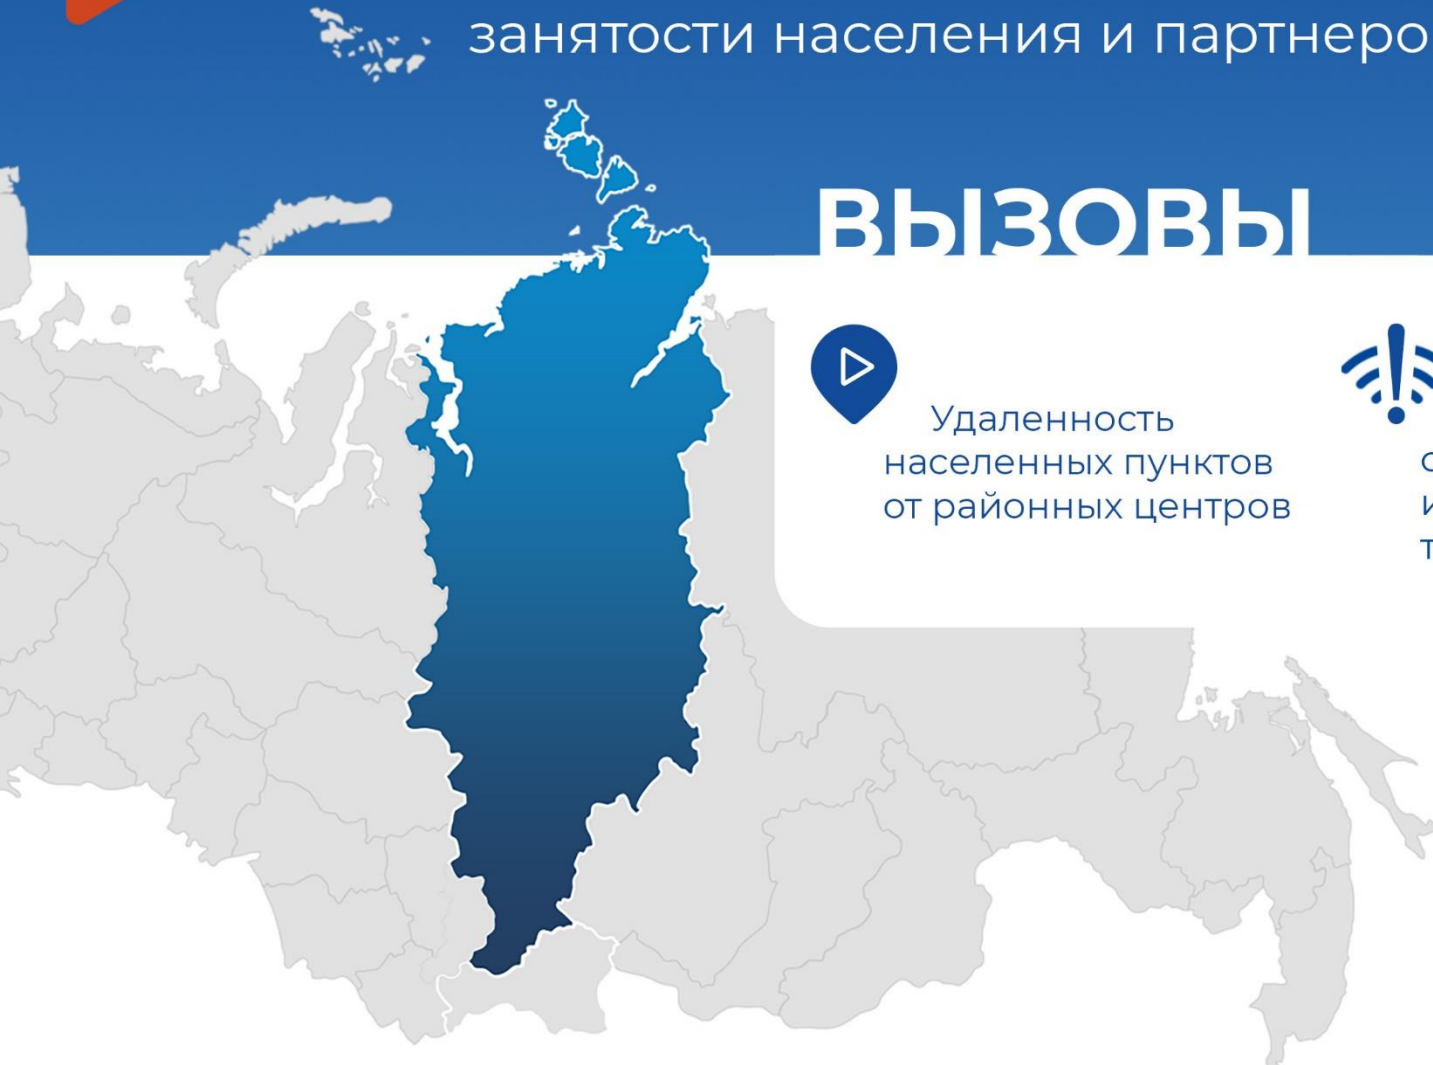 занятости населения и партнеро
ВЫЗОВЫ
Удаленность
населенных пунктов
от районных центров